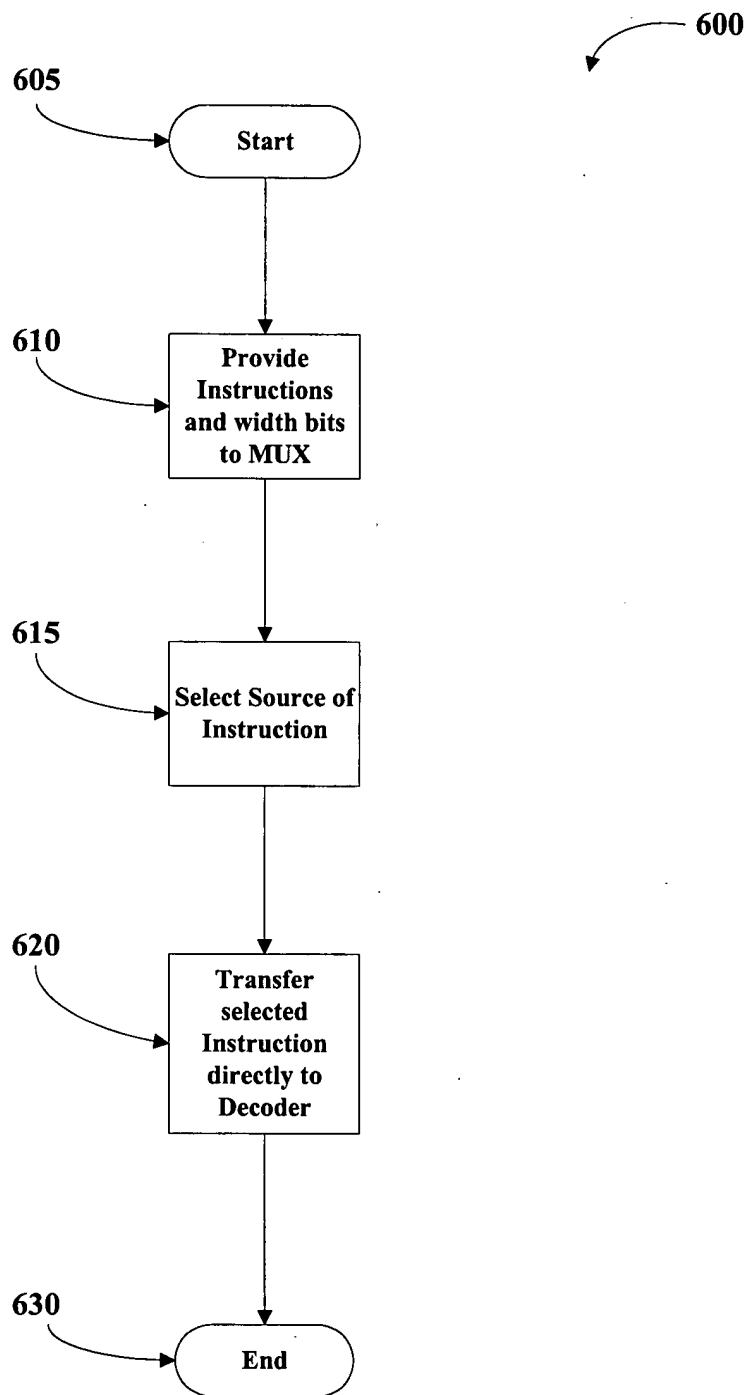 600
605
Start
610
Provide
Instructions
and width bits
to MUX
615
Select Source of
Instruction
620
Transfer
selected
Instruction
directly to
Decoder
630
End